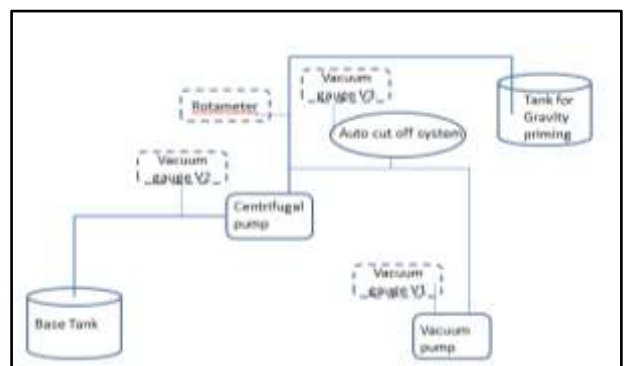 Vacuum
gauge V3
Rotameter
Tank for
Gravity
priming
Auto cut off system
Vacuum
gauge V2
Centrifugal
pump
Vacuum
gauge V1
Base Tank
Vacuum
pump